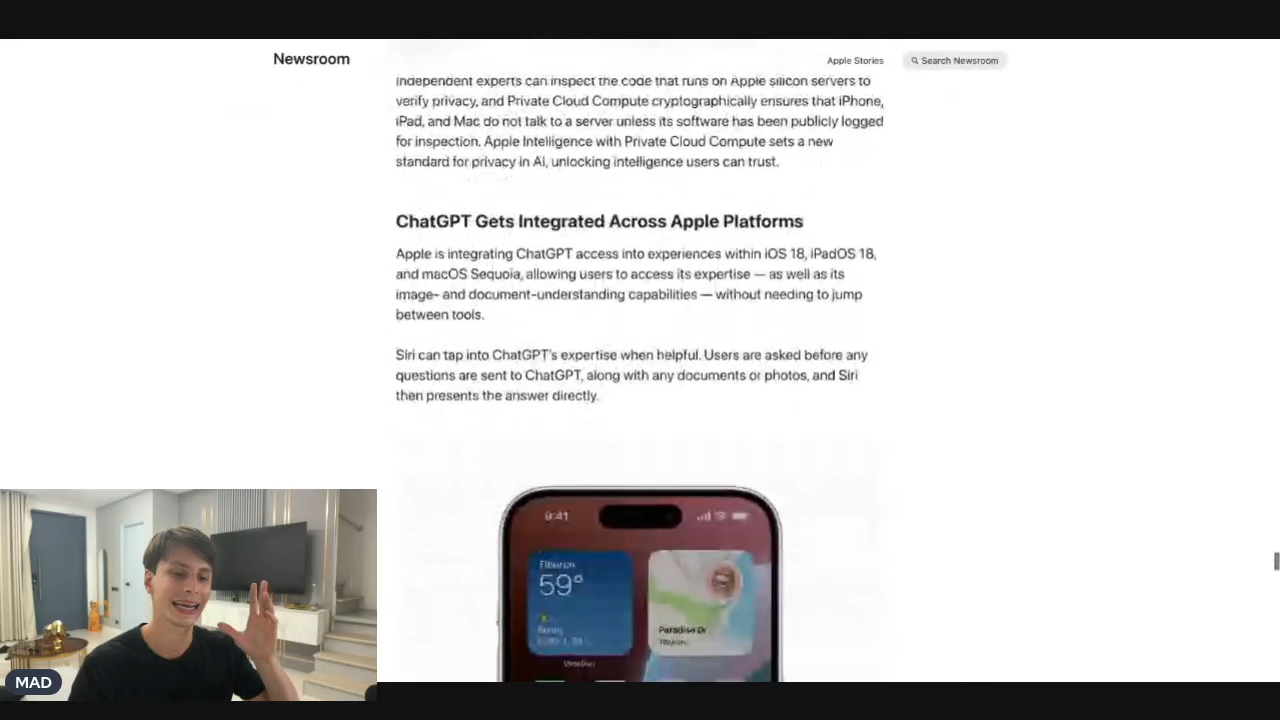 Newsroom
Apple Stories
Search Newsroom
Independent experts can inspect the code that runs on Apple silicon servers to
verify privacy, and Private Cloud Compute cryptographically ensures that iPhone,
iPad, and Mac do not talk to a server unless its software has been publicly logged
for inspection. Apple Intelligence with Private Cloud Compute sets a new
standard for privacy in AI, unlocking intelligence users can trust.
ChatGPT Gets Integrated Across Apple Platforms
Apple is integrating ChatGPT access into experiences within iOS 18, iPadOS 18,
and macOS Sequoia, allowing users to access its expertise — as well as its
image- and document-understanding capabilities — without needing to jump
between tools.
Siri can tap into ChatGPT's expertise when helpful. Users are asked before any
questions are sent to ChatGPT, along with any documents or photos, and Siri
then presents the answer directly.
9:41
Tiburon
59°
Sunny
Weather
Paradise Dr
Tiburon
MAD